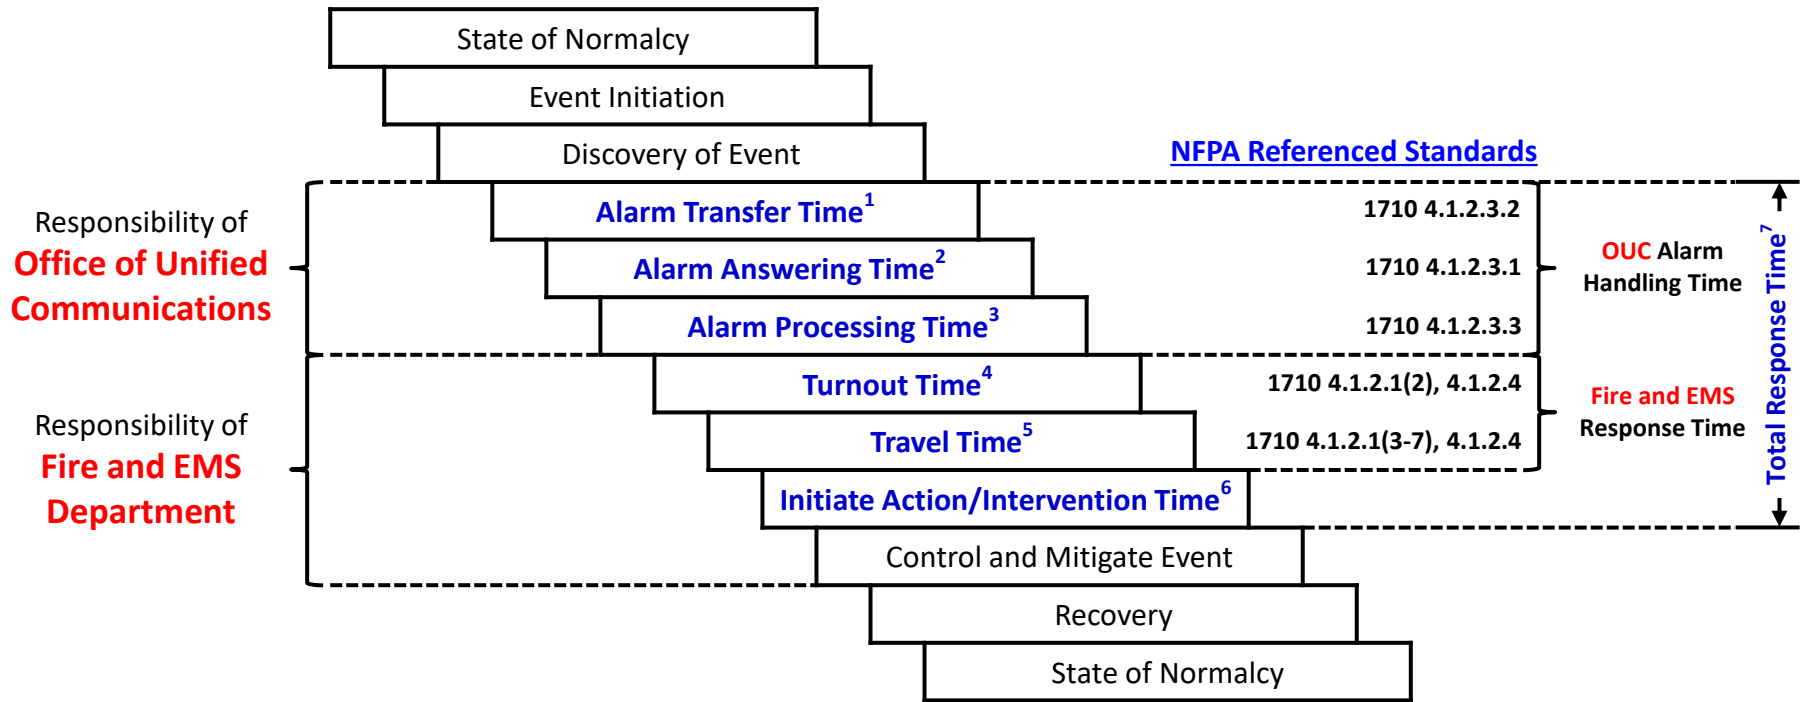 State of Normalcy
Event Initiation
Discovery of Event
NFPA Referenced Standards
Responsibility of
Office of Unified
Communications
Alarm Transfer Time¹
1710 4.1.2.3.2
Alarm Answering Time²
1710 4.1.2.3.1
Alarm Processing Time³
1710 4.1.2.3.3
OUC Alarm
Handling Time
Total Response Time⁷
Responsibility of
Fire and EMS
Department
Turnout Time⁴
1710 4.1.2.1(2), 4.1.2.4
Travel Time⁵
1710 4.1.2.1(3-7), 4.1.2.4
Fire and EMS
Response Time
Initiate Action/Intervention Time⁶
Control and Mitigate Event
Recovery
State of Normalcy